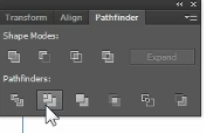 Transform Align Pathfinder
Shape Modes:
Expand
Pathfinders: